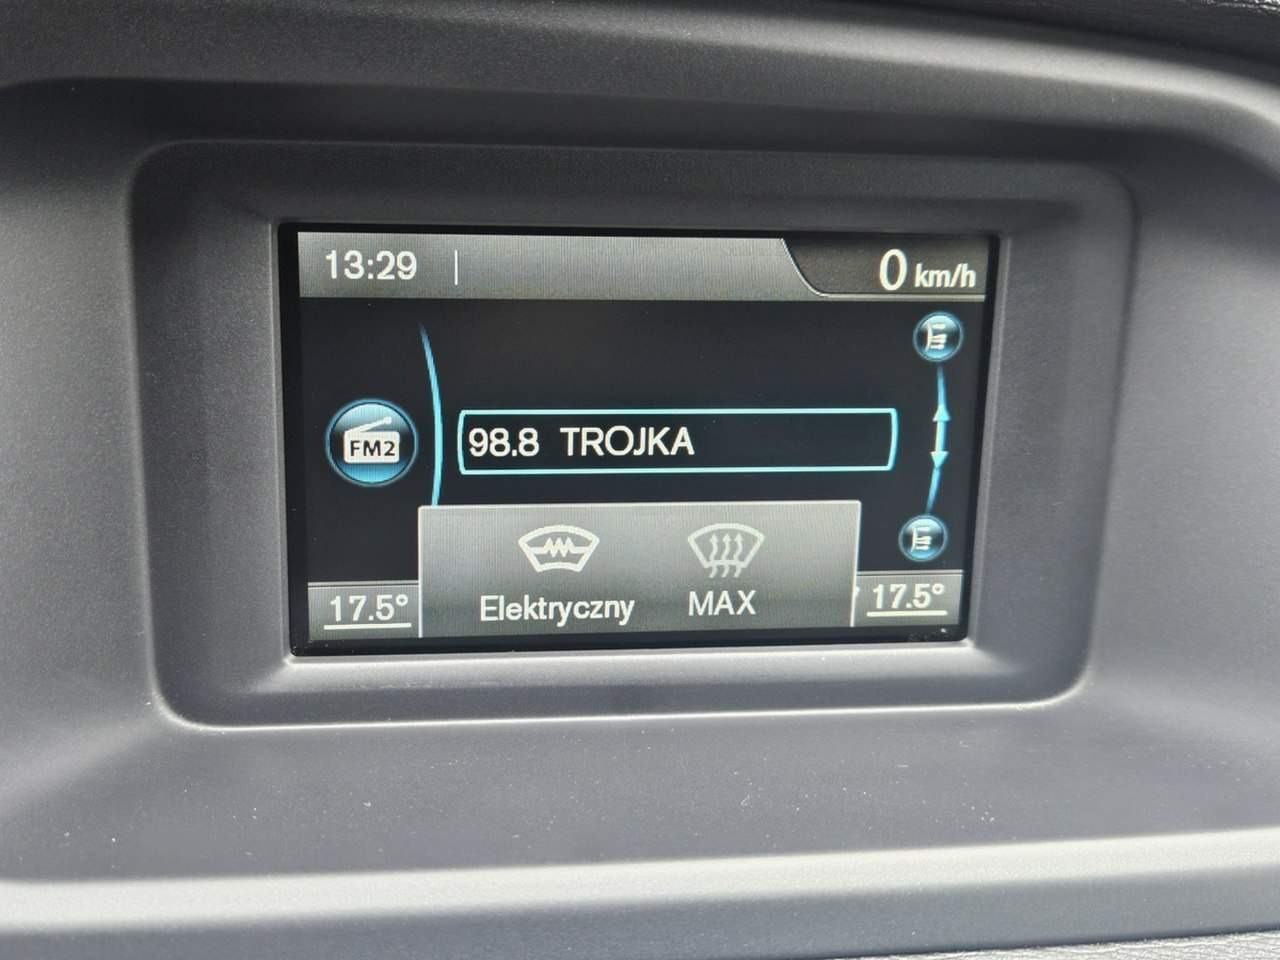 13:29
0 km/h
FM2
98.8 TROJKA
Elektryczny MAX
17.5° 17.5°